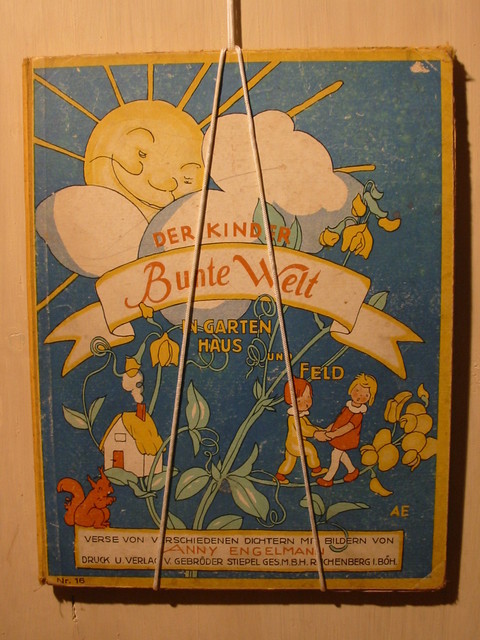 DER KINDER
Bunte Welt
IN GARTEN
HAUS
UND
FELD
AE
VERSE VON VERSCHIEDENEN DICHTERN MIT BILDERN VON
ANNY ENGELMANN
DRUCK U. VERLAG V. GEBRÜDER STIEPEL GES.M.B.H. REICHENBERG I.BÖH.
Nr. 16